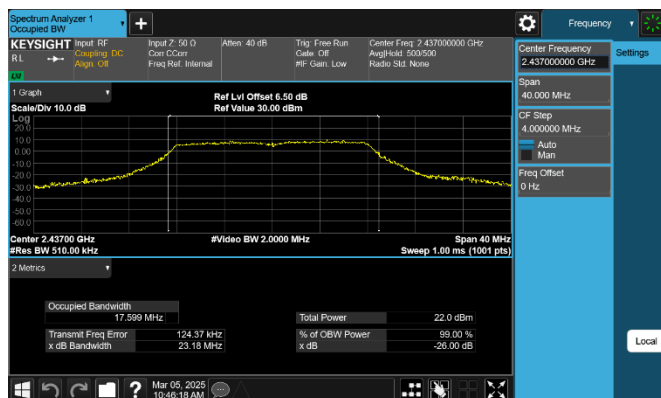 Spectrum Analyzer 1
Occupied BW
+
Frequency
KEYSIGHT Input: RF Input Z: 50 Ω Atten: 40 dB Trig: Free Run Center Freq: 2.437000000 GHz
RL Coupling: DC Corr CCorr Gate: Off Avg|Hold: 500/500
Align: Off Freq Ref: Internal #IF Gain: Low Radio Std: None
LXI
Center Frequency
2.437000000 GHz
Settings
Span
40.000 MHz
CF Step
4.000000 MHz
Auto
Man
Freq Offset
0 Hz
Local
1 Graph
Ref Lvl Offset 6.50 dB
Scale/Div 10.0 dB Ref Value 30.00 dBm
Log
20.0
10.0
0.00
-10.0
-20.0
-30.0
-40.0
-50.0
-60.0
Center 2.43700 GHz #Video BW 2.0000 MHz Span 40 MHz
#Res BW 510.00 kHz Sweep 1.00 ms (1001 pts)
2 Metrics
Occupied Bandwidth
17.599 MHz Total Power 22.0 dBm
Transmit Freq Error 124.37 kHz % of OBW Power 99.00 %
x dB Bandwidth 23.18 MHz x dB -26.00 dB
? Mar 05, 2025
10:46:18 AM